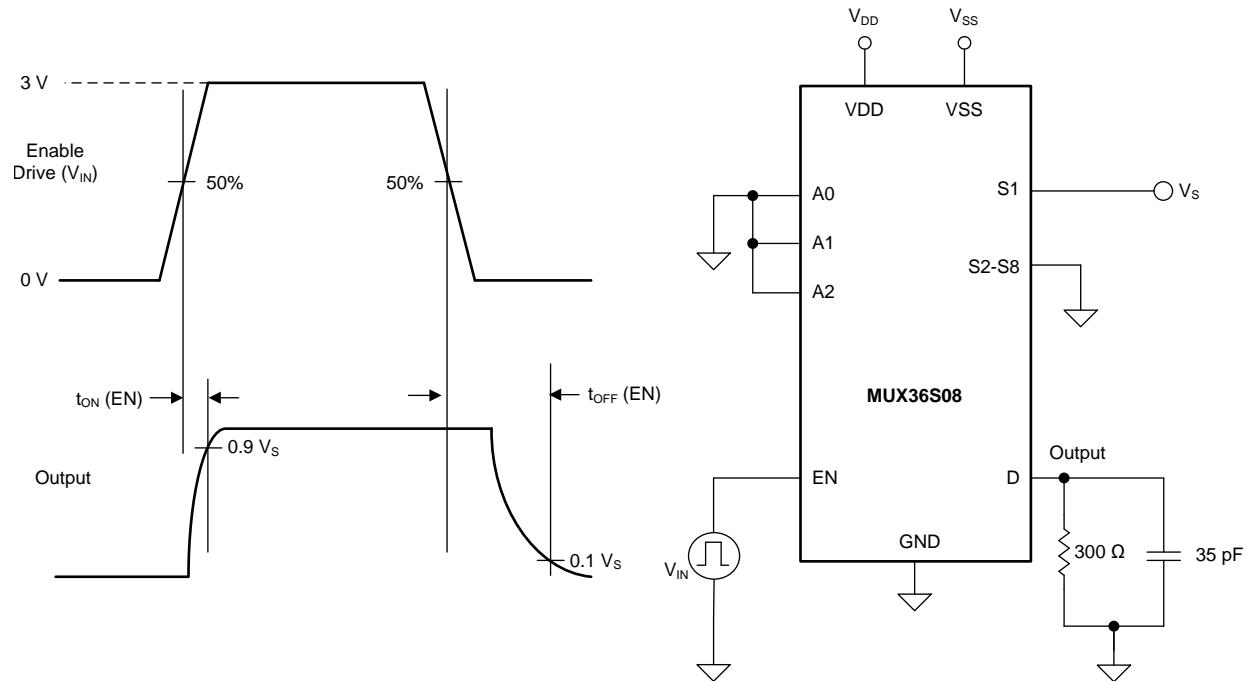 3 V
Enable
Drive (VIN)
50%
50%
0 V
tON (EN)
tOFF (EN)
0.9 VS
Output
0.1 VS
VDD
VSS
VDD
VSS
A0
S1
VS
A1
S2-S8
A2
MUX36S08
Output
EN
D
GND
300 Ω
35 pF
VIN